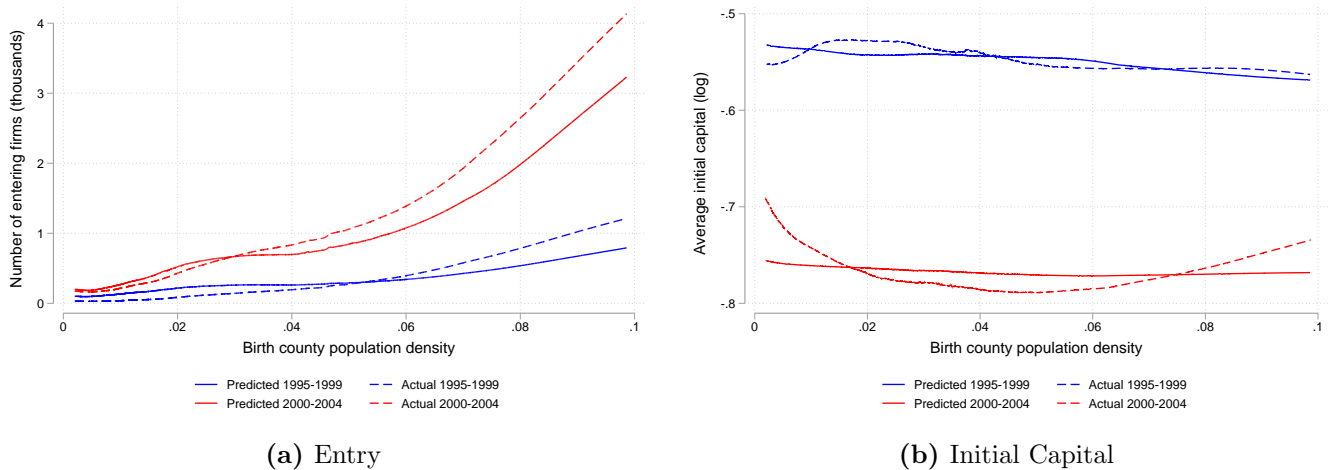 Number of entering firms (thousands)
4
3
2
1
0
0
.02
.04
.06
.08
.1
Birth county population density
Predicted 1995-1999
Actual 1995-1999
Predicted 2000-2004
Actual 2000-2004
(a) Entry
Average initial capital (log)
-.5
-.6
-.7
-.8
0
.02
.04
.06
.08
.1
Birth county population density
Predicted 1995-1999
Actual 1995-1999
Predicted 2000-2004
Actual 2000-2004
(b) Initial Capital